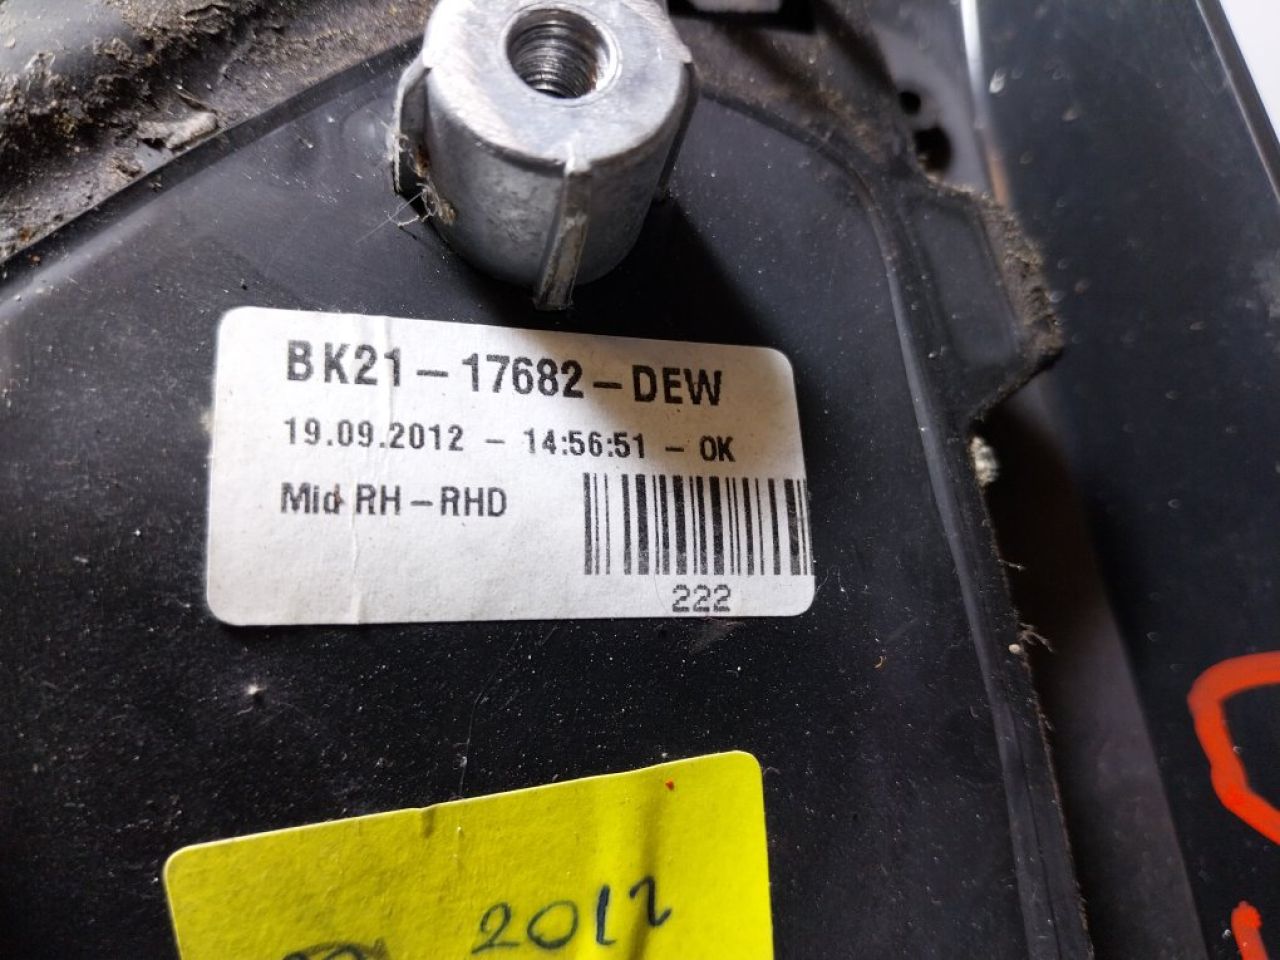 BK21-17682-DEW
19.09.2012 - 14:56:51 - OK
Mid RH-RHD
222
2012